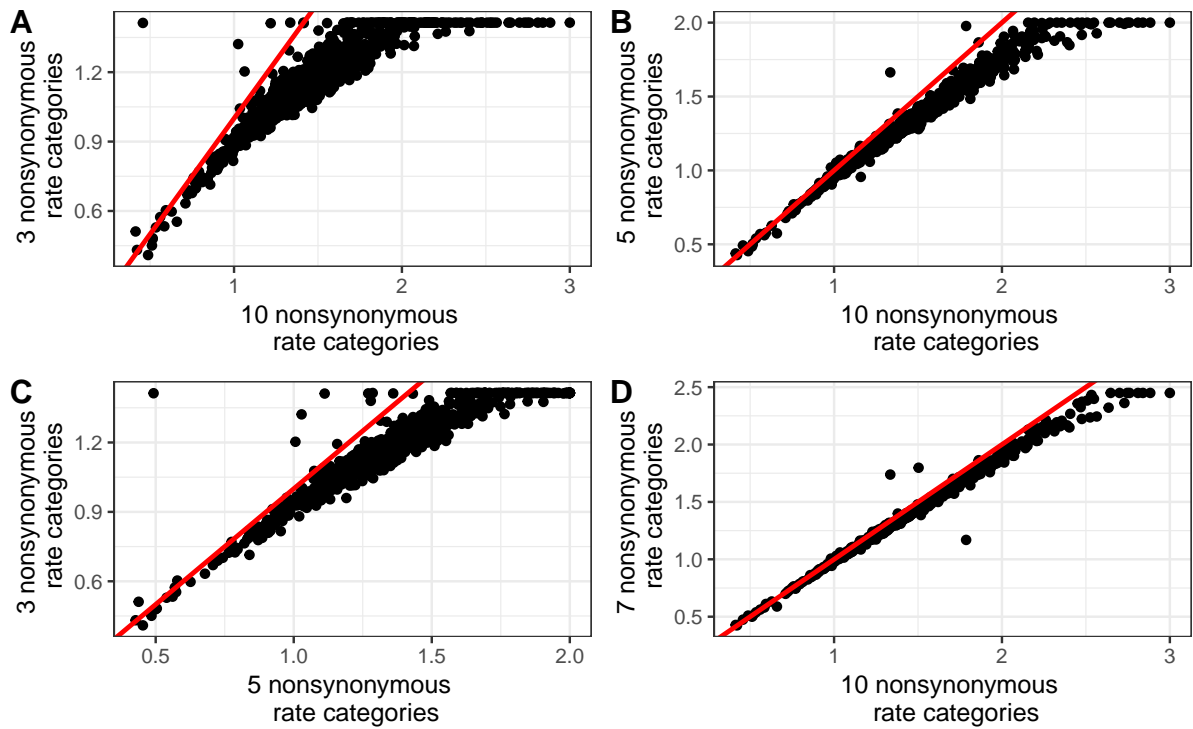 A
3 nonsynonymous
rate categories
1.2
0.9
0.6
1
2
3
10 nonsynonymous
rate categories
B
5 nonsynonymous
rate categories
2.0
1.5
1.0
0.5
1
2
3
10 nonsynonymous
rate categories
C
3 nonsynonymous
rate categories
1.2
0.9
0.6
0.5
1.0
1.5
2.0
5 nonsynonymous
rate categories
D
7 nonsynonymous
rate categories
2.5
2.0
1.5
1.0
0.5
1
2
3
10 nonsynonymous
rate categories